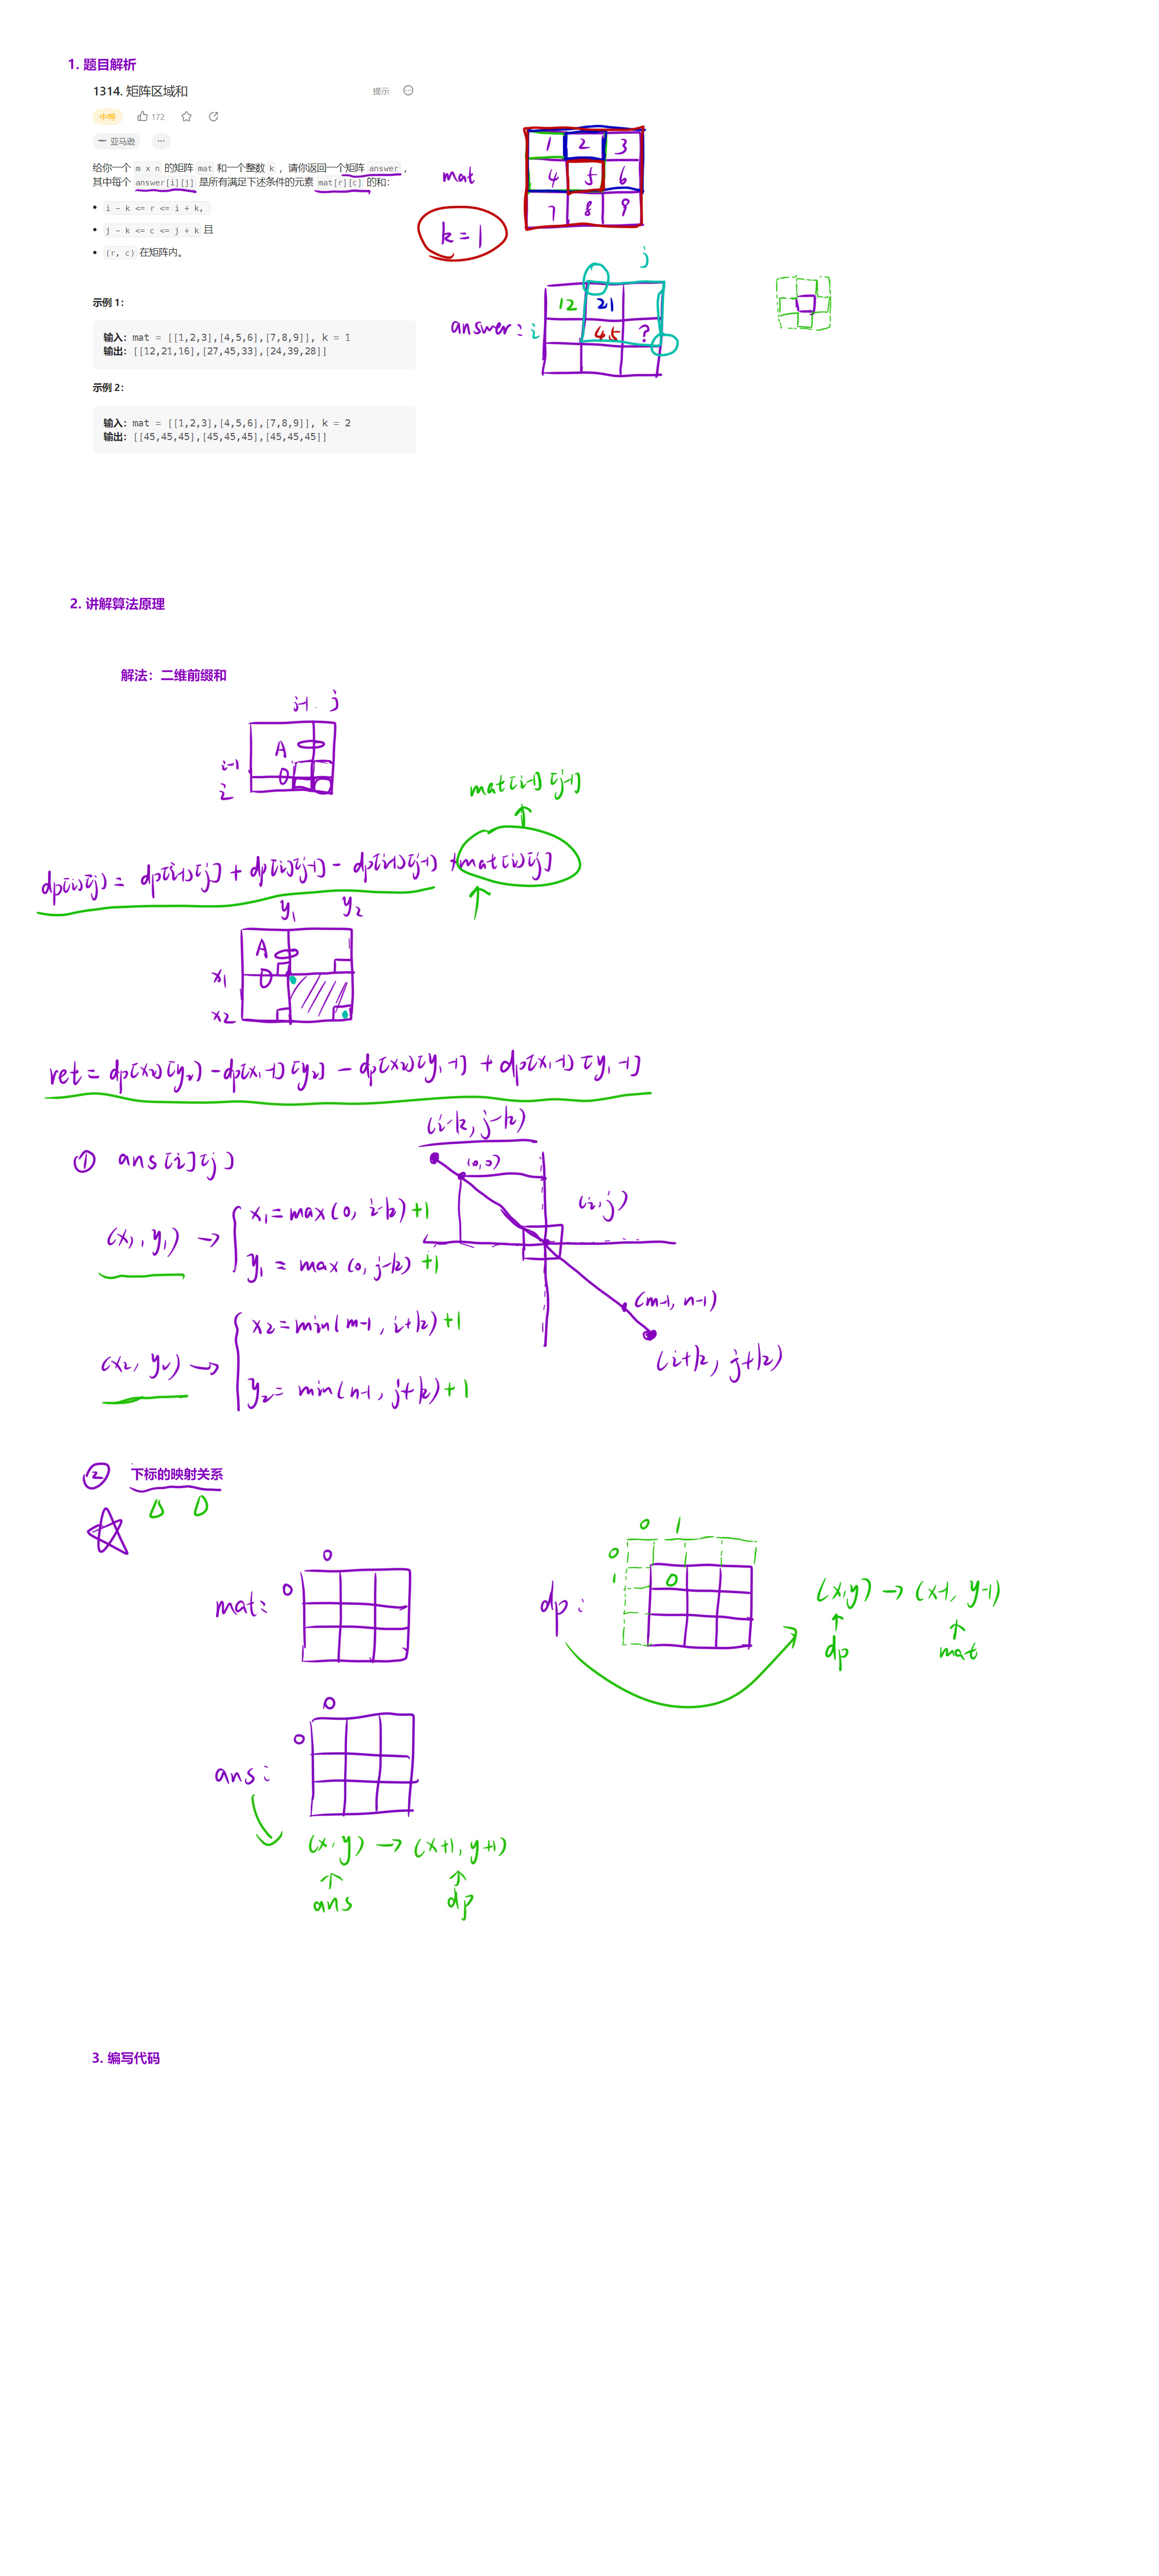 1. 题目解析
1314. 矩阵区域和
提示
中等 172
亚马逊 ...
给你一个 m x n 的矩阵 mat 和一个整数 k ,请你返回一个矩阵 answer ,
其中每个 answer[i][j] 是所有满足下述条件的元素 mat[r][c] 的和:
• i - k <= r <= i + k,
• j - k <= c <= j + k 且
• (r, c) 在矩阵内。
示例 1:
输入: mat = [[1,2,3],[4,5,6],[7,8,9]], k = 1
输出: [[12,21,16],[27,45,33],[24,39,28]]
示例 2:
输入: mat = [[1,2,3],[4,5,6],[7,8,9]], k = 2
输出: [[45,45,45],[45,45,45],[45,45,45]]
mat
1 2 3
4 5 6
7 8 9
k = 1
j
answer: i
12 21
45 ?
2. 讲解算法原理
解法: 二维前缀和
j-1 j
A
i-1
D
i
mat[i-1][j-1]
dp[i][j] = dp[i-1][j] + dp[i][j-1] - dp[i-1][j-1] + mat[i][j]
y1 y2
A
x1 D
x2
ret = dp[x2][y2] - dp[x1-1][y2] - dp[x2][y1-1] + dp[x1-1][y1-1]
① ans[i][j]
(x1, y1) → x1 = max(0, i-k) +1
y1 = max(0, j-k) +1
(x2, y2) → x2 = min(m-1, i+k) +1
y2 = min(n-1, j+k) +1
(i-k, j-k)
(0,0)
(i,j)
(m-1, n-1)
(i+k, j+k)
② 下标的映射关系
mat:
0
0
dp:
0 1
0
1 0
(x,y) → (x-1, y-1)
dp mat
ans:
0
0
(x,y) → (x+1, y+1)
ans dp
3. 编写代码